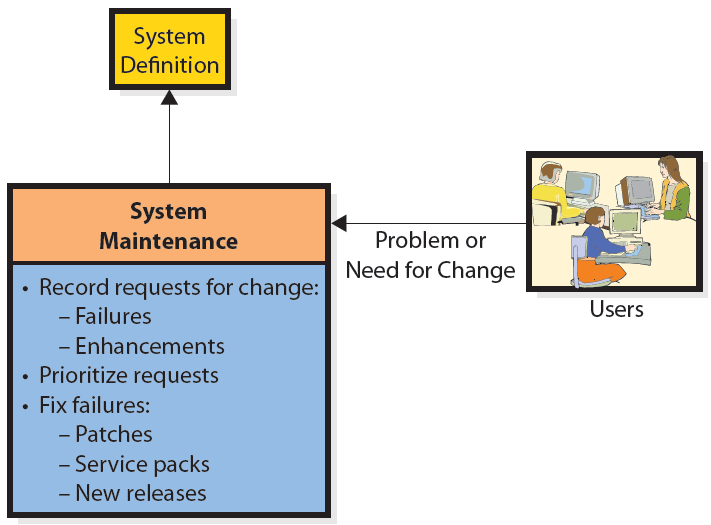 System
Definition
System
Maintenance
• Record requests for change:
– Failures
– Enhancements
• Prioritize requests
• Fix failures:
– Patches
– Service packs
– New releases
Problem or
Need for Change
Users